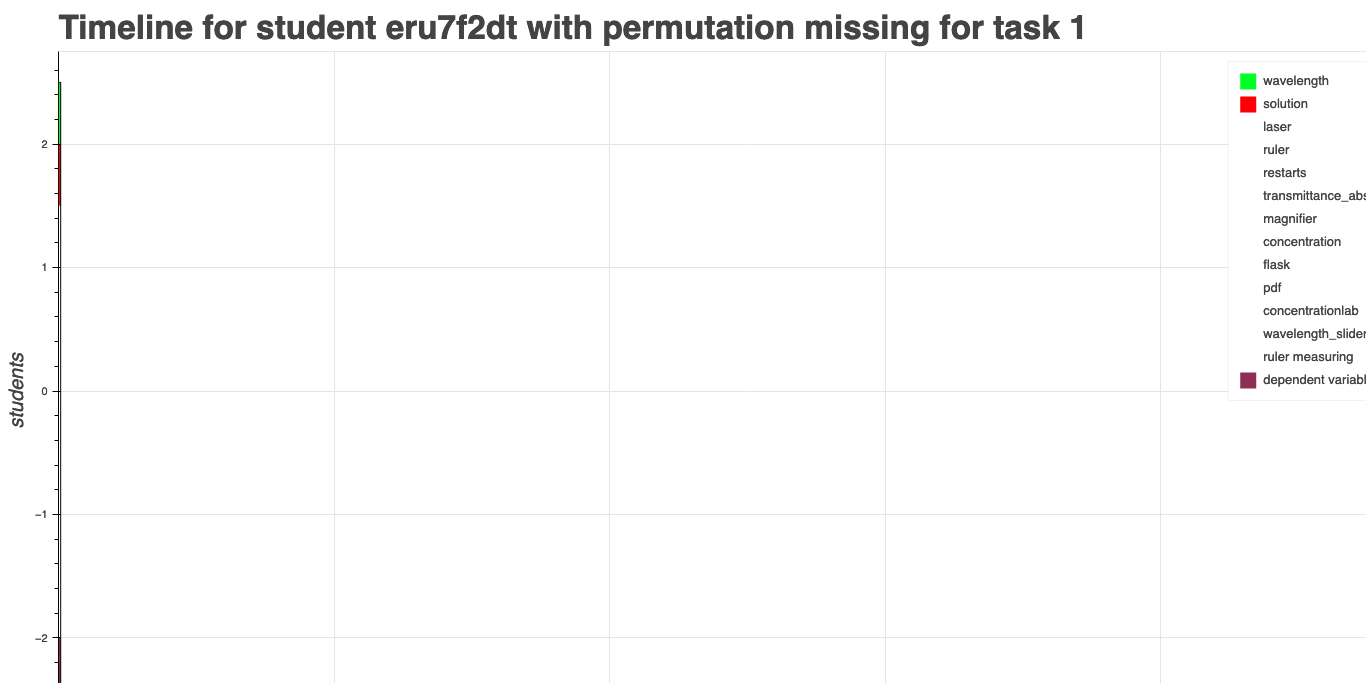 Timeline for student eru7f2dt with permutation missing for task 1
wavelength
solution
laser
ruler
restarts
transmittance_abs
magnifier
concentration
flask
pdf
concentrationlab
wavelength_slider
ruler measuring
dependent variabl
2
1
0
−1
−2
students